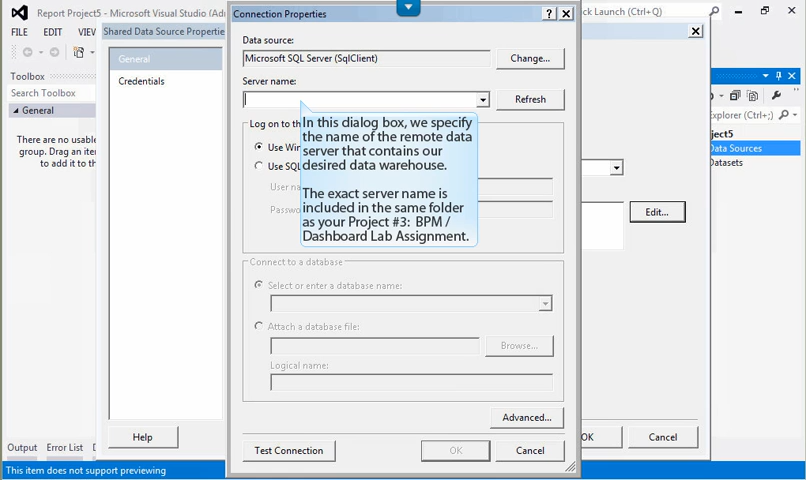 Report Project5 - Microsoft Visual Studio (Ad
ck Launch (Ctrl+Q)
FILE EDIT VIEW
Shared Data Source Propertie
Connection Properties
General
Credentials
Toolbox
Search Toolbox
General
There are no usable
group. Drag an iter
to add it to th
Data source:
Microsoft SQL Server (SqlClient)
Change...
Server name:
Refresh
Log on to th
Use Win
Use SQL
User na
Passwo
In this dialog box, we specify
the name of the remote data
server that contains our
desired data warehouse.
The exact server name is
included in the same folder
as your Project #3: BPM /
Dashboard Lab Assignment.
Connect to a database
Select or enter a database name:
Attach a database file:
Browse...
Logical name:
Advanced...
Test Connection
OK
Cancel
Edit...
xplorer (Ctrl+;)
ject5
Data Sources
Datasets
Help
OK
Cancel
Output Error List
This item does not support previewing